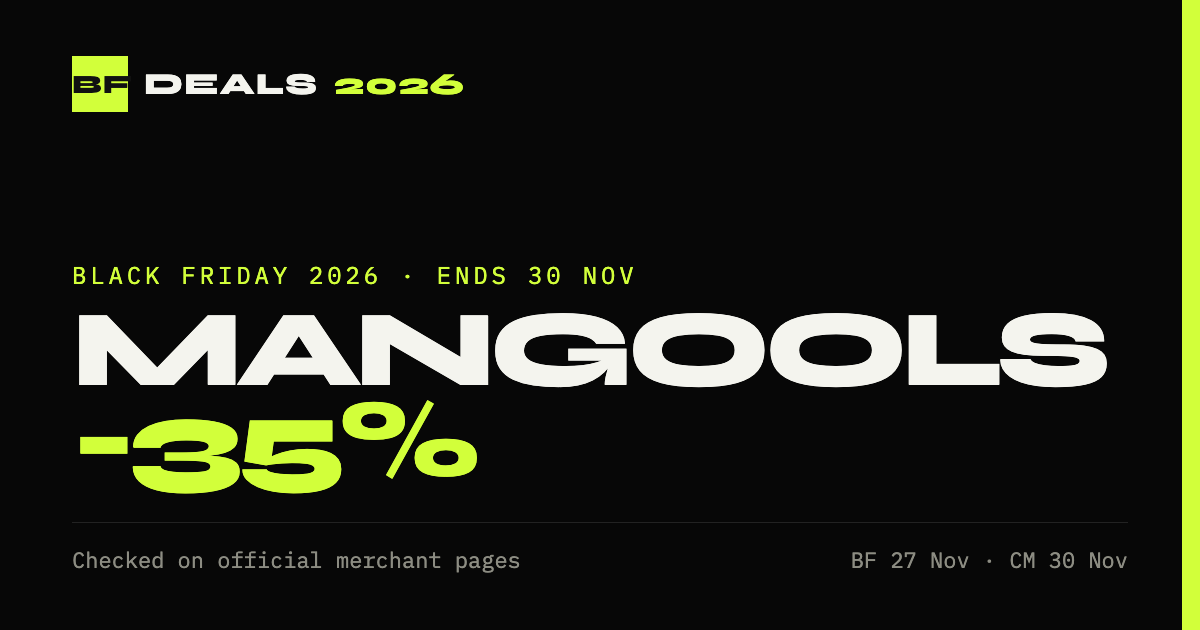 BF DEALS 2026
BLACK FRIDAY 2026 · ENDS 30 NOV
MANGOOLS
-35%
Checked on official merchant pages
BF 27 Nov · CM 30 Nov